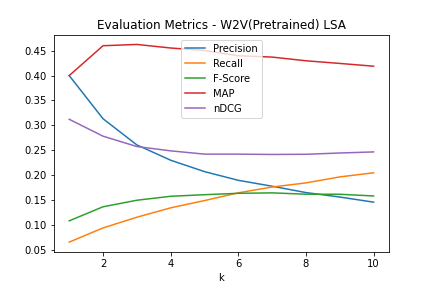 Evaluation Metrics - W2V(Pretrained) LSA
Precision
Recall
F-Score
MAP
nDCG
0.45
0.40
0.35
0.30
0.25
0.20
0.15
0.10
0.05
2 4 6 8 10
k